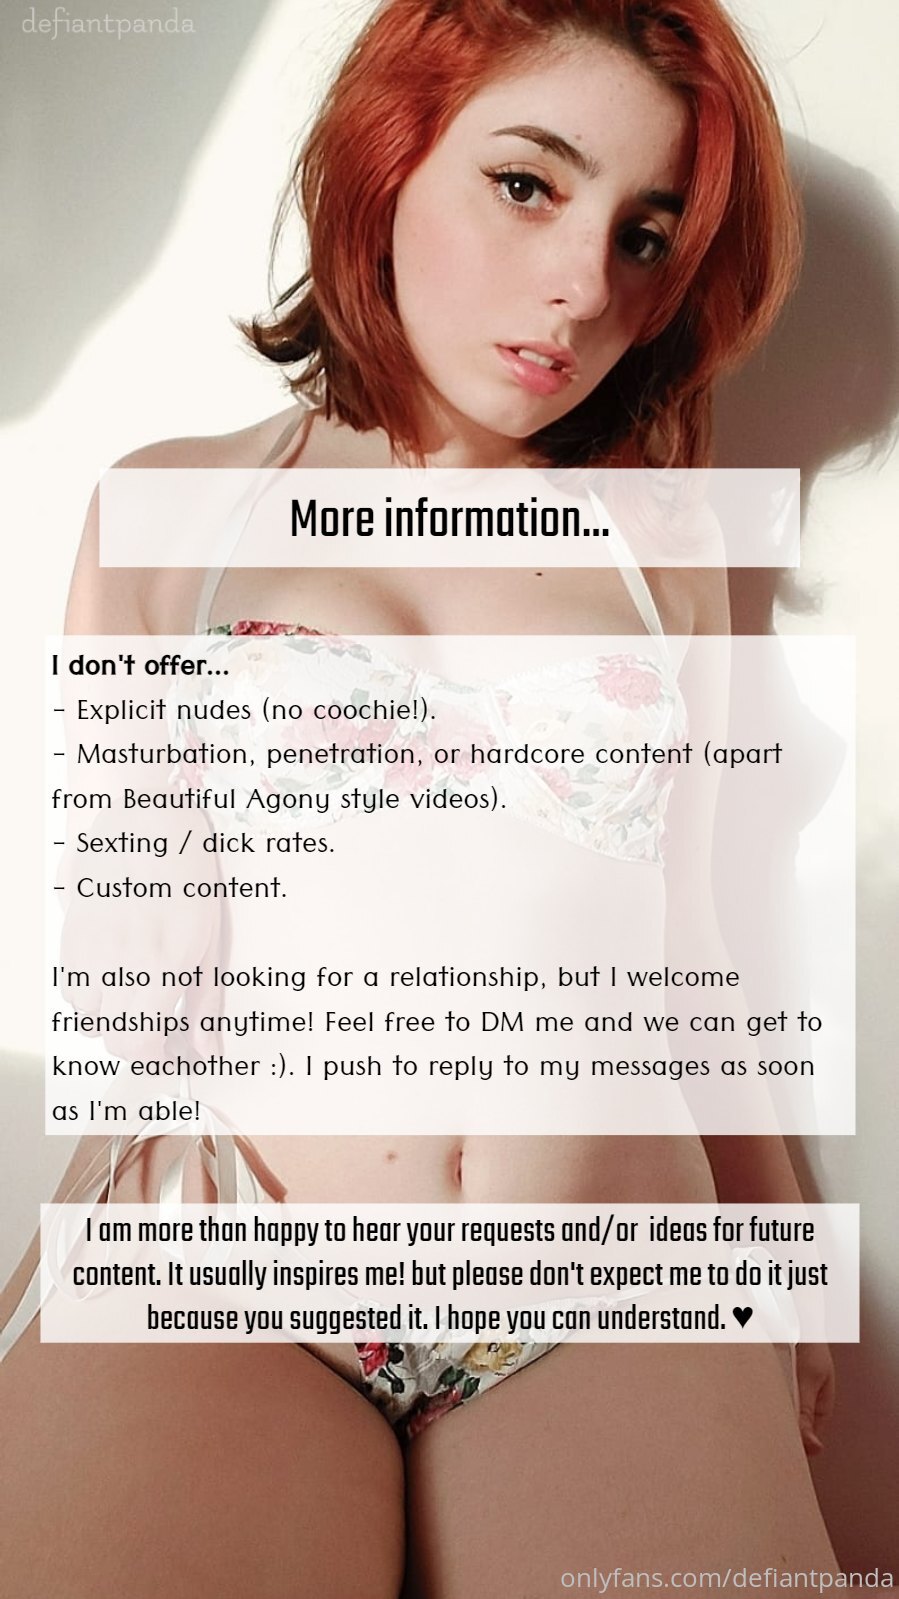 defiantpanda
More information...
I don't offer...
- Explicit nudes (no coochie!).
- Masturbation, penetration, or hardcore content (apart
from Beautiful Agony style videos).
- Sexting / dick rates.
- Custom content.
I'm also not looking for a relationship, but I welcome
friendships anytime! Feel free to DM me and we can get to
know eachother :). I push to reply to my messages as soon
as I'm able!
I am more than happy to hear your requests and/or ideas for future
content. It usually inspires me! but please don't expect me to do it just
because you suggested it. I hope you can understand. ♥
onlyfans.com/defiantpanda